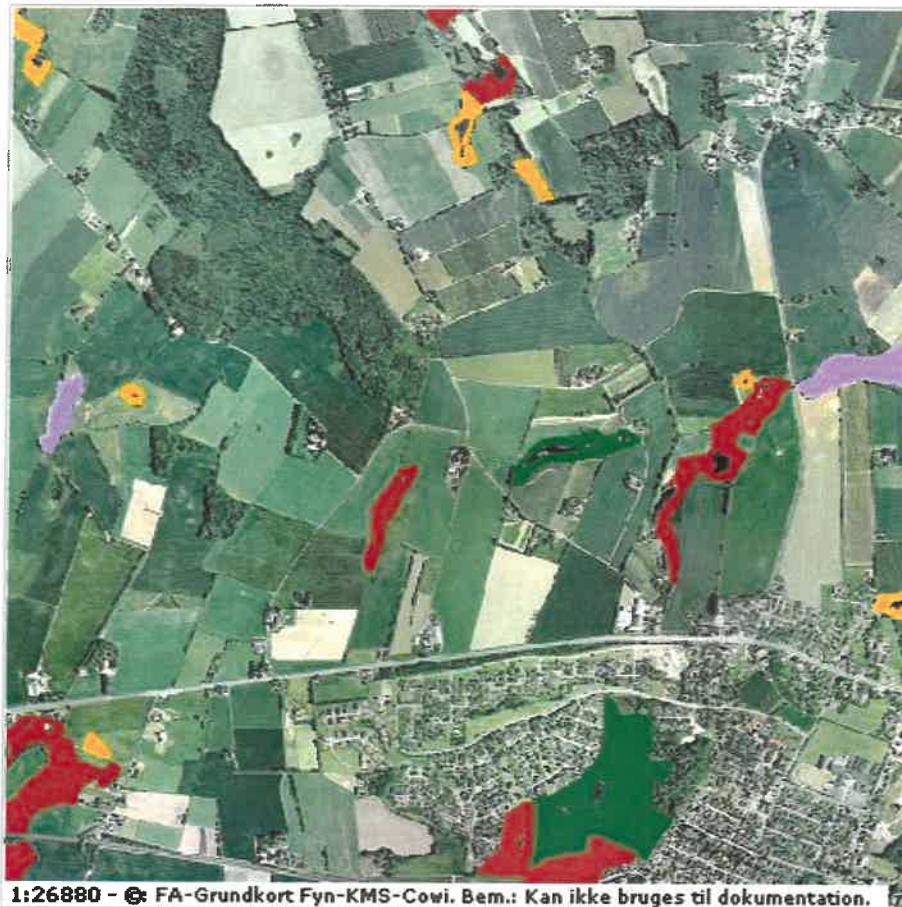 1:26880 - ©: FA-Grundkort Fyn-KMS-Cowi. Bem.: Kan ikke bruges til dokumentation.